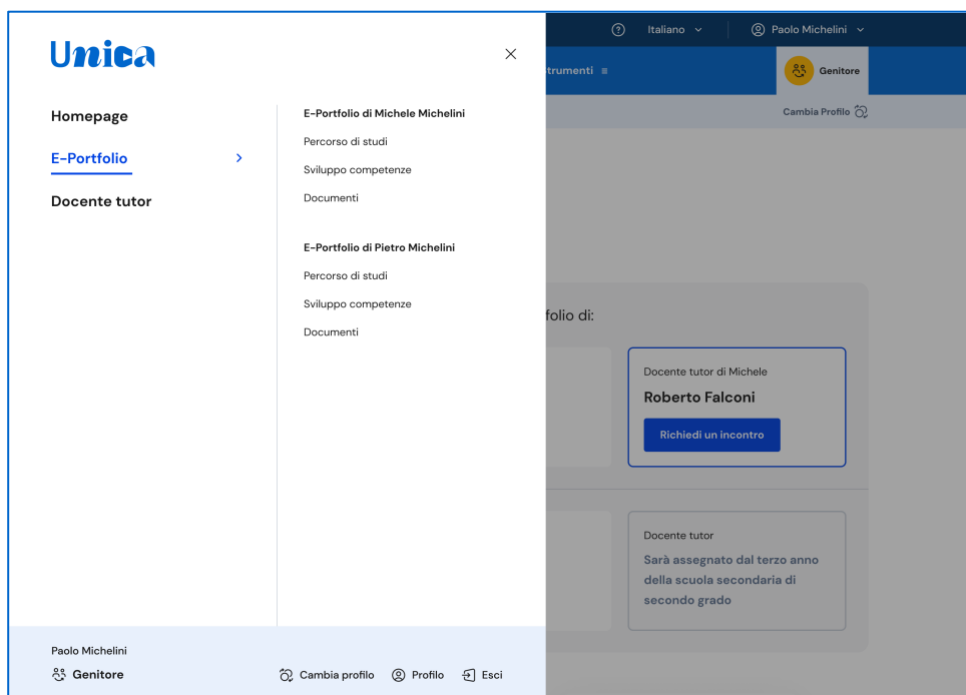 Unica
Homepage
E-Portfolio
Docente tutor
E-Portfolio di Michele Michelini
Percorso di studi
Sviluppo competenze
Documenti
E-Portfolio di Pietro Michelini
Percorso di studi
Sviluppo competenze
Documenti
Paolo Michelini
Genitore
Cambia profilo
Profilo
Esci
Italiano
Paolo Michelini
trumenti
Genitore
Cambia Profilo
folio di:
Docente tutor di Michele
Roberto Falconi
Richiedi un incontro
Docente tutor
Sarà assegnato dal terzo anno
della scuola secondaria di
secondo grado